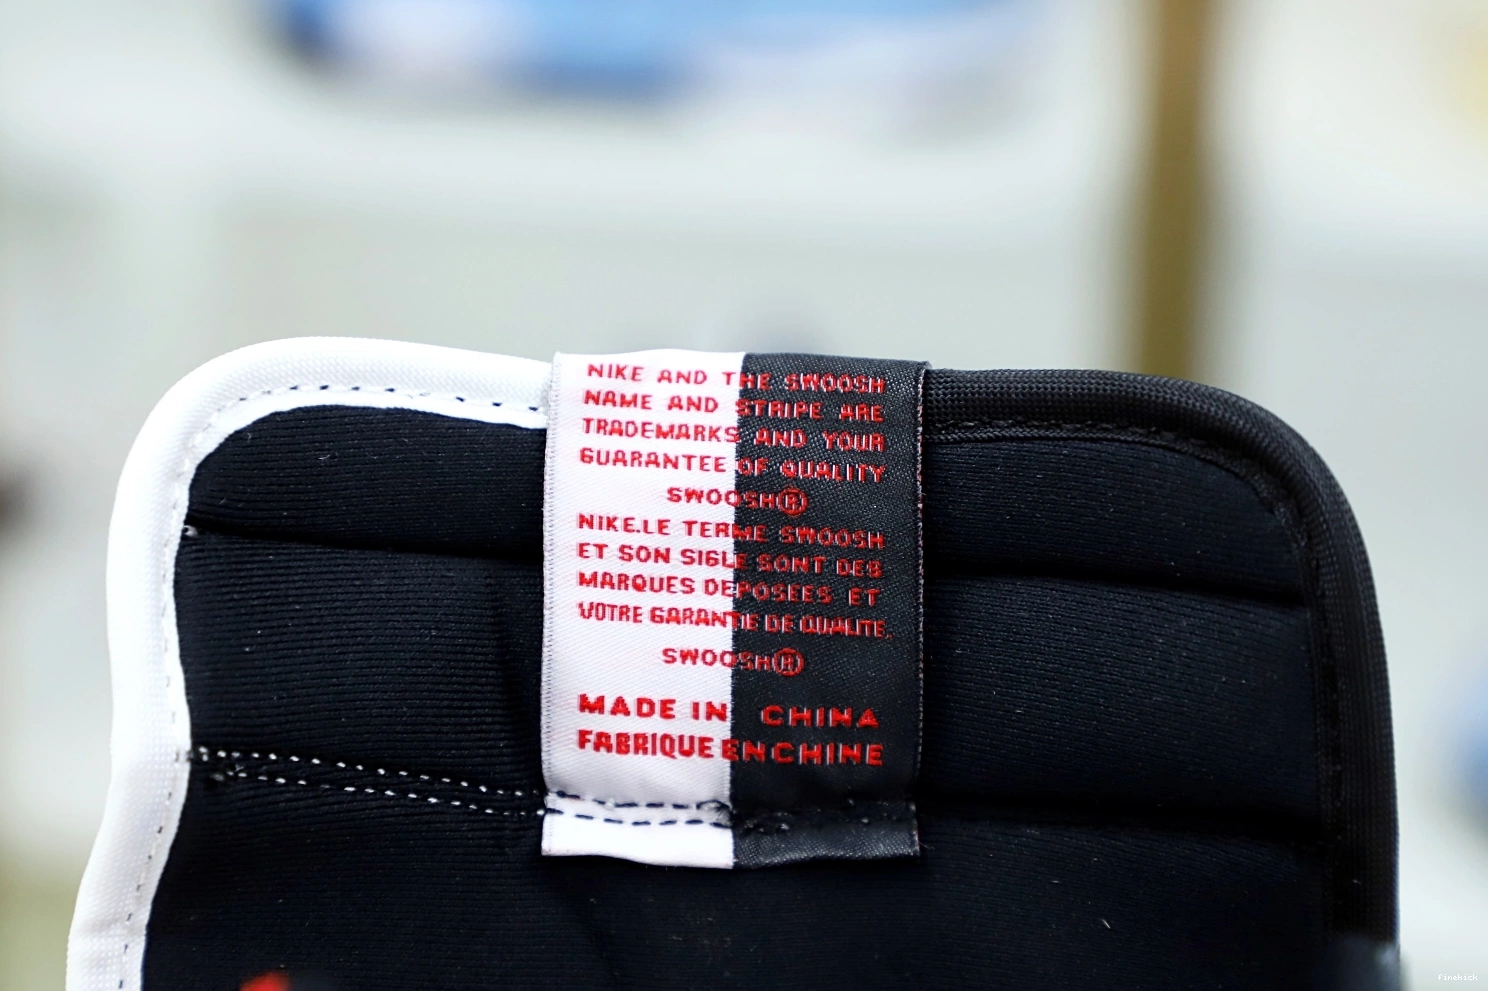 NIKE AND THE SWOOSH
NAME AND STRIPE ARE
TRADEMARKS AND YOUR
GUARANTEE OF QUALITY
SWOOSH®
NIKE.LE TERME SWOOSH
ET SON SIGLE SONT DES
MARQUES DEPOSEES ET
VOTRE GARANTIE DE QUALITE.
SWOOSH®
MADE IN CHINA
FABRIQUE EN CHINE
finekick